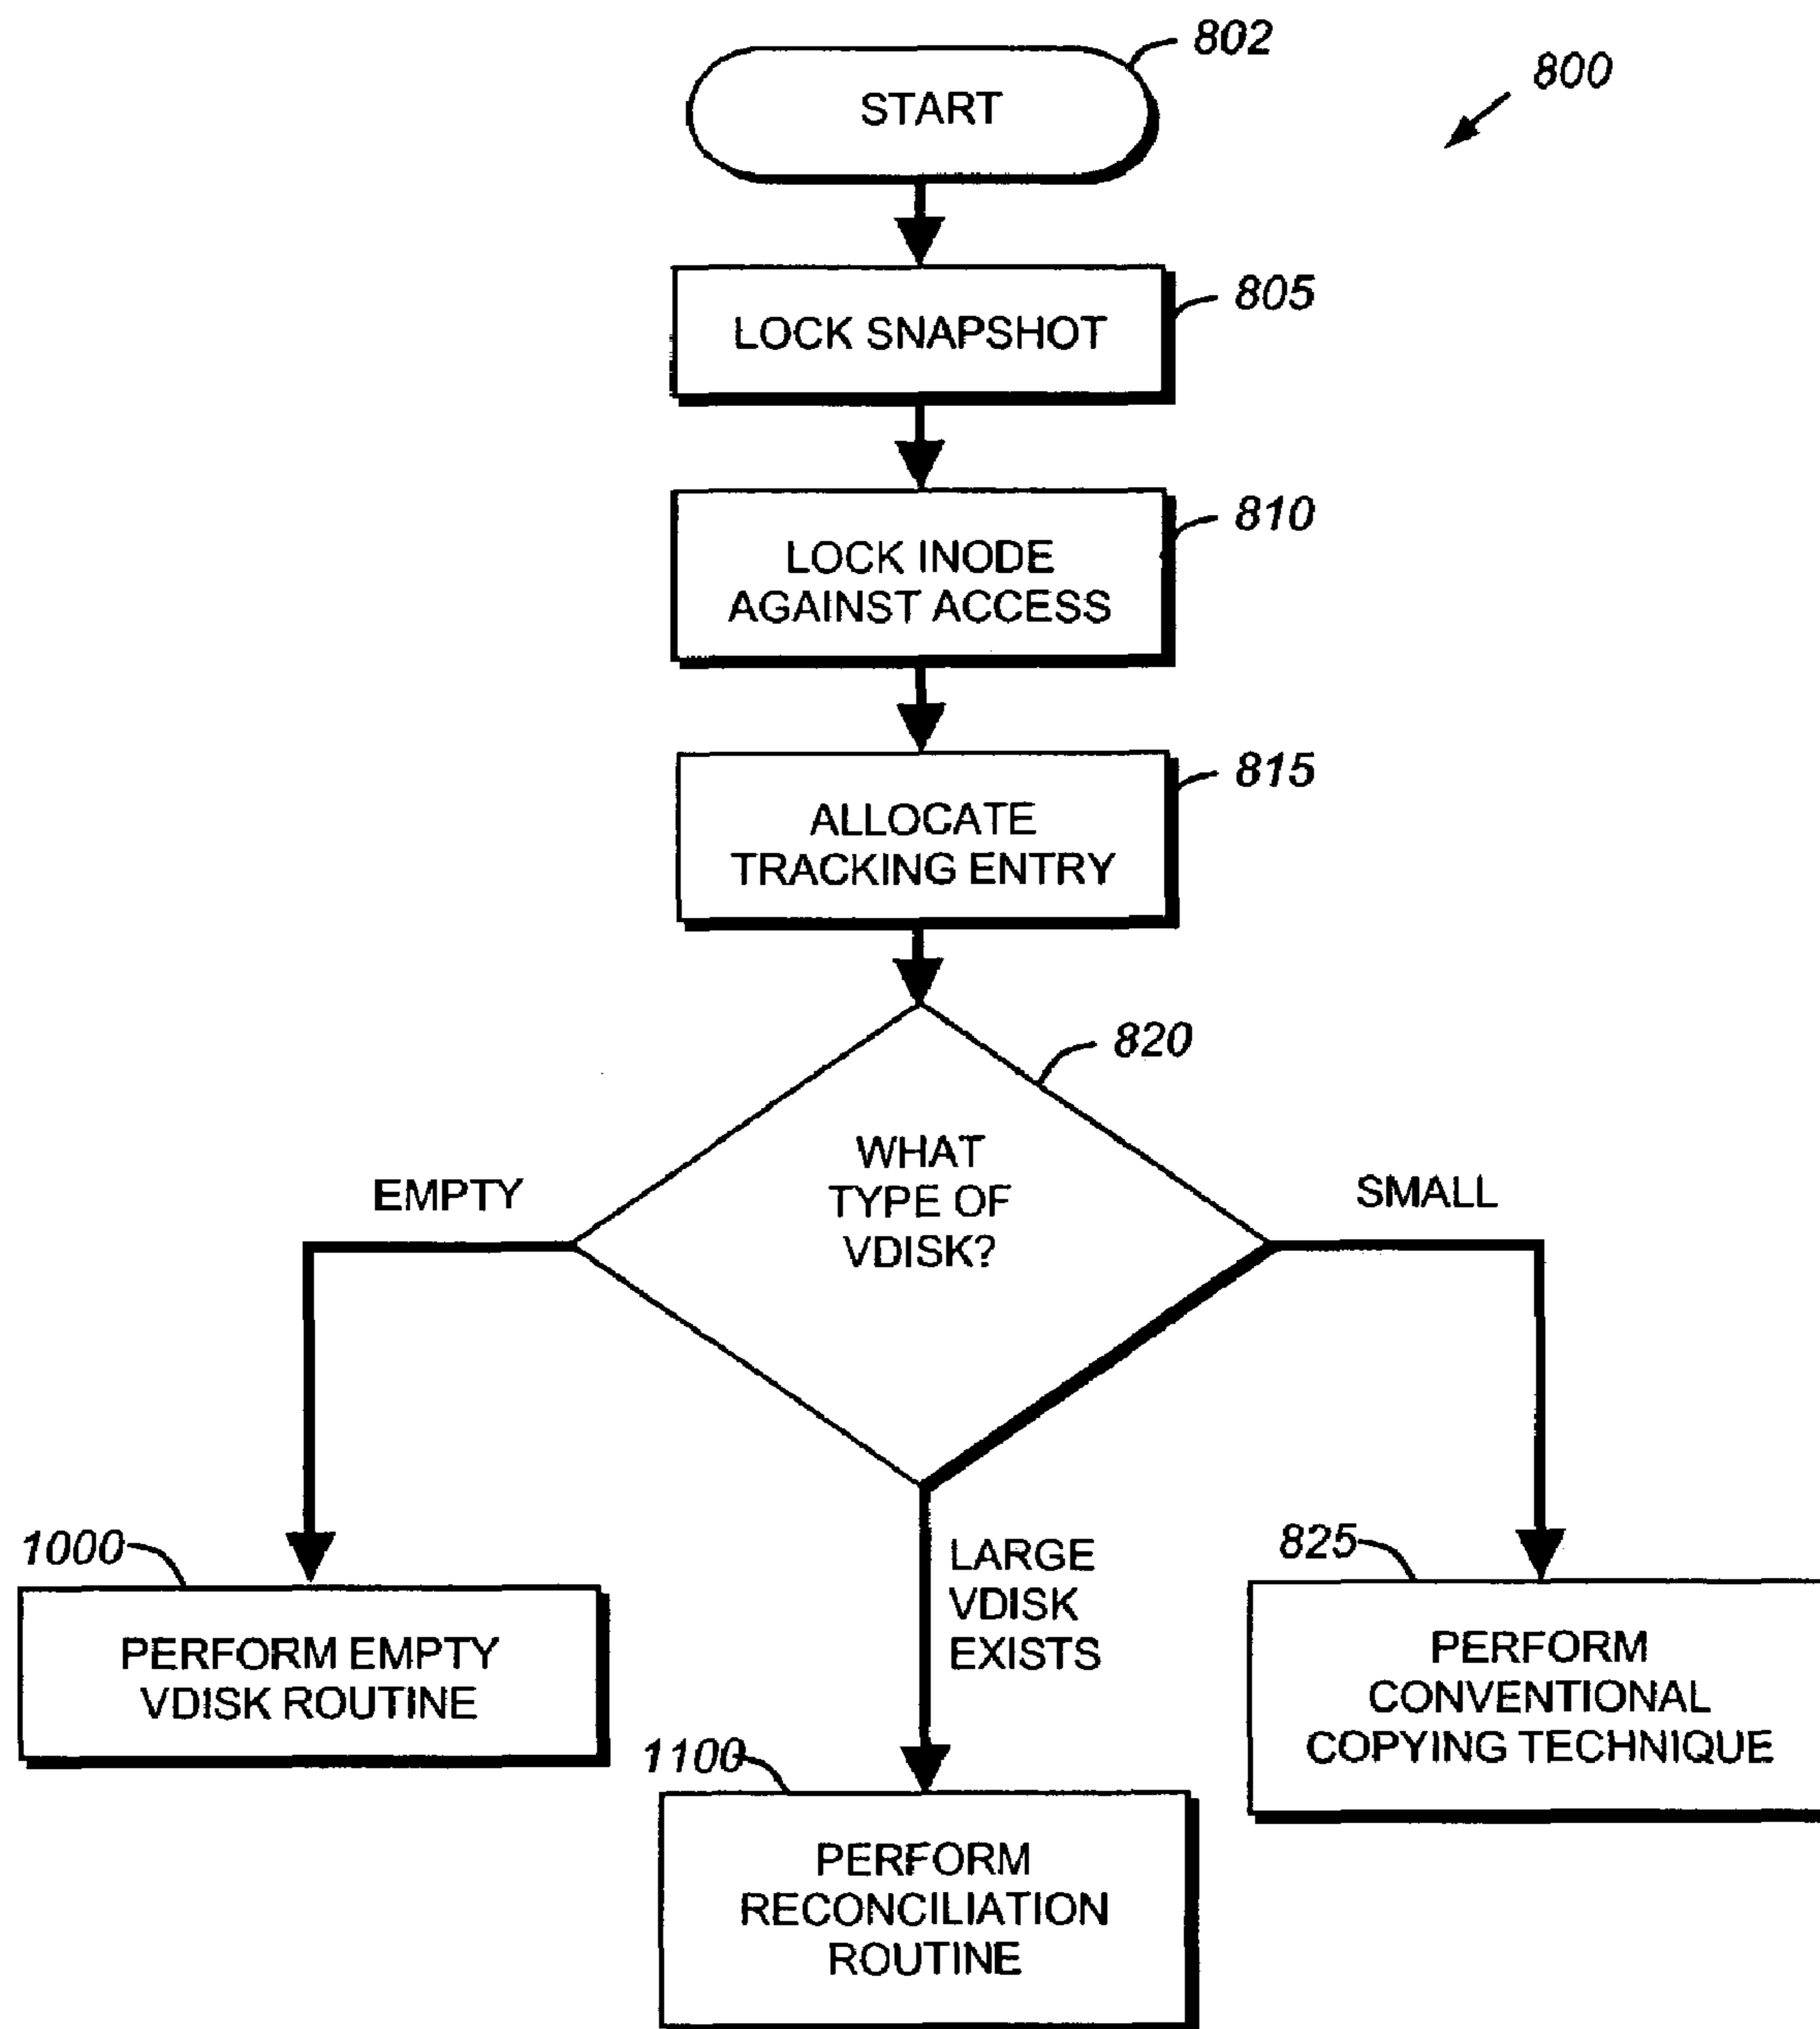 802
START
800
805
LOCK SNAPSHOT
810
LOCK INODE
AGAINST ACCESS
815
ALLOCATE
TRACKING ENTRY
820
WHAT
TYPE OF
VDISK?
EMPTY
SMALL
1000
PERFORM EMPTY
VDISK ROUTINE
LARGE
VDISK
EXISTS
825
PERFORM
CONVENTIONAL
COPYING TECHNIQUE
1100
PERFORM
RECONCILIATION
ROUTINE